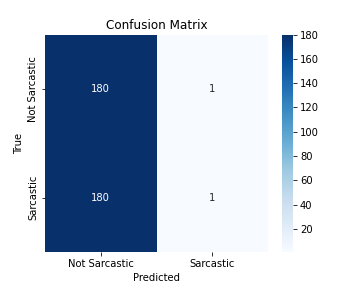 Confusion Matrix
180
1
180
1
Not Sarcastic
Sarcastic
True
Not Sarcastic
Sarcastic
Predicted
180
160
140
120
100
80
60
40
20